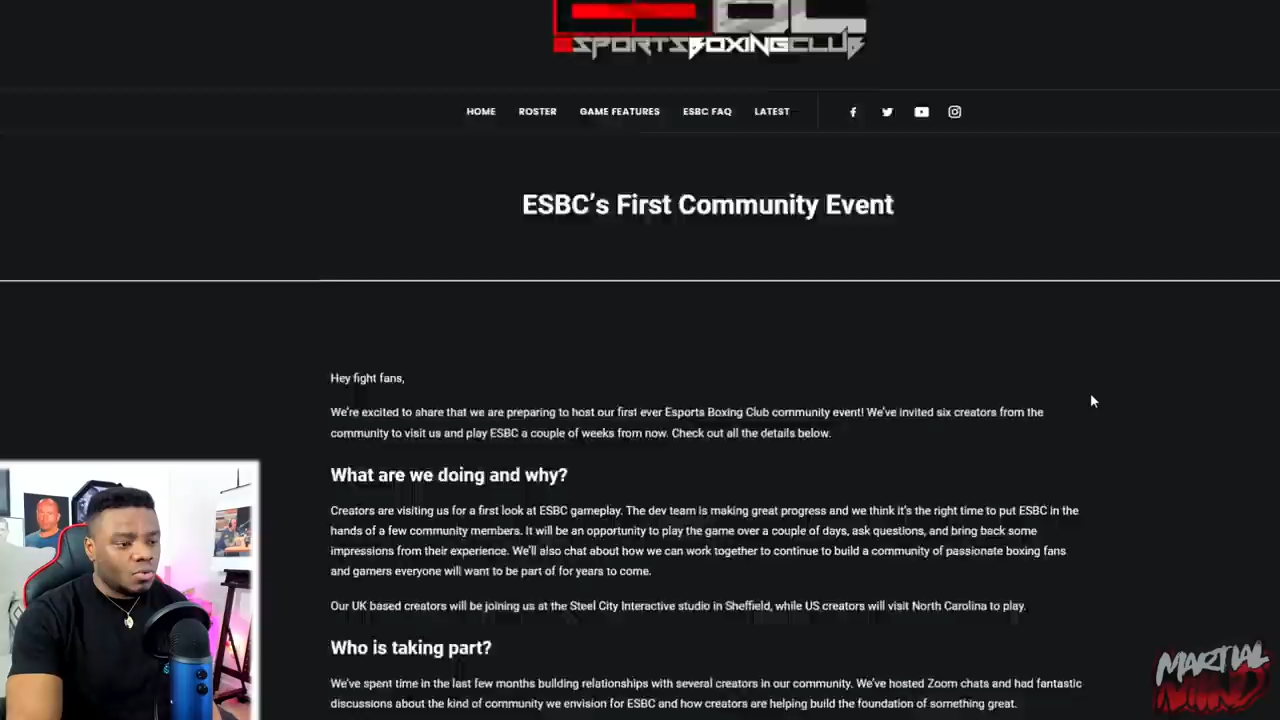 ESPORTSBOXINGCLUB
HOME ROSTER GAME FEATURES ESBC FAQ LATEST
ESBC’s First Community Event
Hey fight fans,
We’re excited to share that we are preparing to host our first ever Esports Boxing Club community event! We’ve invited six creators from the
community to visit us and play ESBC a couple of weeks from now. Check out all the details below.
What are we doing and why?
Creators are visiting us for a first look at ESBC gameplay. The dev team is making great progress and we think it’s the right time to put ESBC in the
hands of a few community members. It will be an opportunity to play the game over a couple of days, ask questions, and bring back some
impressions from their experience. We’ll also chat about how we can work together to continue to build a community of passionate boxing fans
and gamers everyone will want to be part of for years to come.
Our UK based creators will be joining us at the Steel City Interactive studio in Sheffield, while US creators will visit North Carolina to play.
Who is taking part?
We’ve spent time in the last few months building relationships with several creators in our community. We’ve hosted Zoom chats and had fantastic
discussions about the kind of community we envision for ESBC and how creators are helping build the foundation of something great.
MARTIAL
MIND